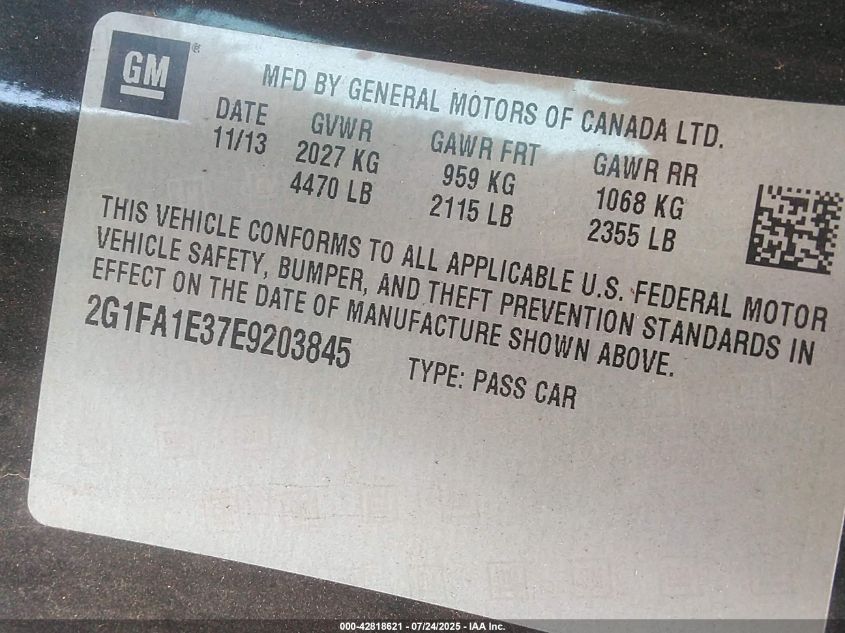 GM ®
MFD BY GENERAL MOTORS OF CANADA LTD.
DATE GVWR GAWR FRT GAWR RR
11/13 2027 KG 959 KG 1068 KG
4470 LB 2115 LB 2355 LB
THIS VEHICLE CONFORMS TO ALL APPLICABLE U.S. FEDERAL MOTOR
VEHICLE SAFETY, BUMPER, AND THEFT PREVENTION STANDARDS IN
EFFECT ON THE DATE OF MANUFACTURE SHOWN ABOVE.
2G1FA1E37E9203845 TYPE: PASS CAR
000-42818621 - 07/24/2025 - IAA Inc.